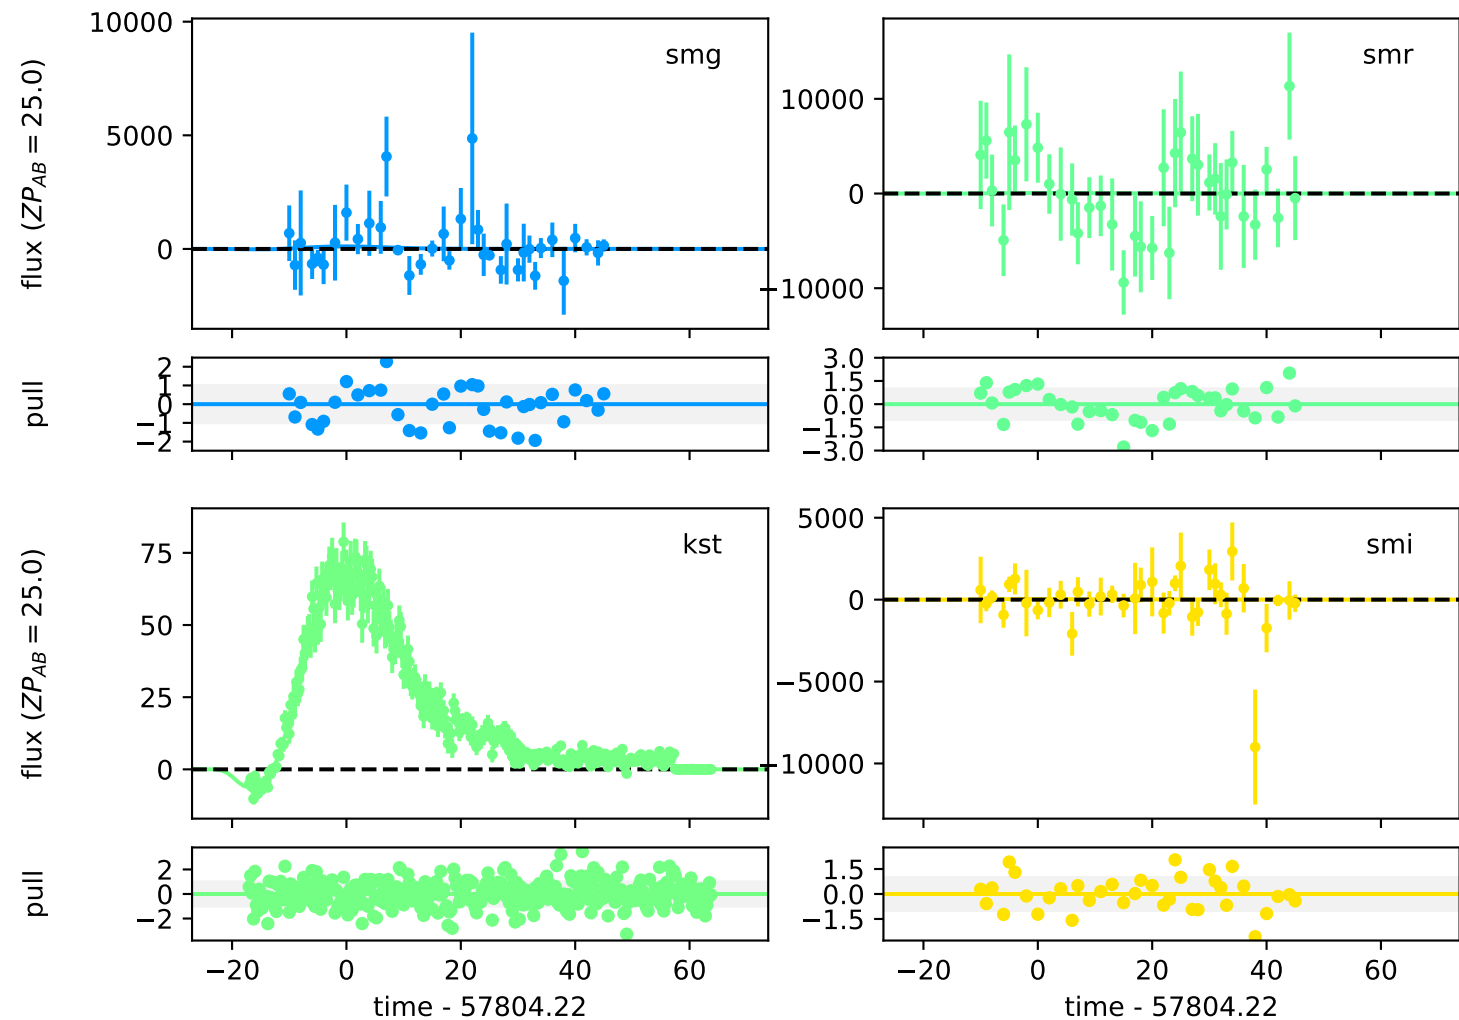 10000
5000
0
flux (ZP_AB = 25.0)
smg
10000
0
−10000
smr
2
1
0
−1
−2
pull
3.0
1.5
0.0
−1.5
−3.0
75
50
25
0
flux (ZP_AB = 25.0)
kst
5000
0
−5000
−10000
smi
2
0
−2
pull
1.5
0.0
−1.5
−20 0 20 40 60
time - 57804.22
−20 0 20 40 60
time - 57804.22